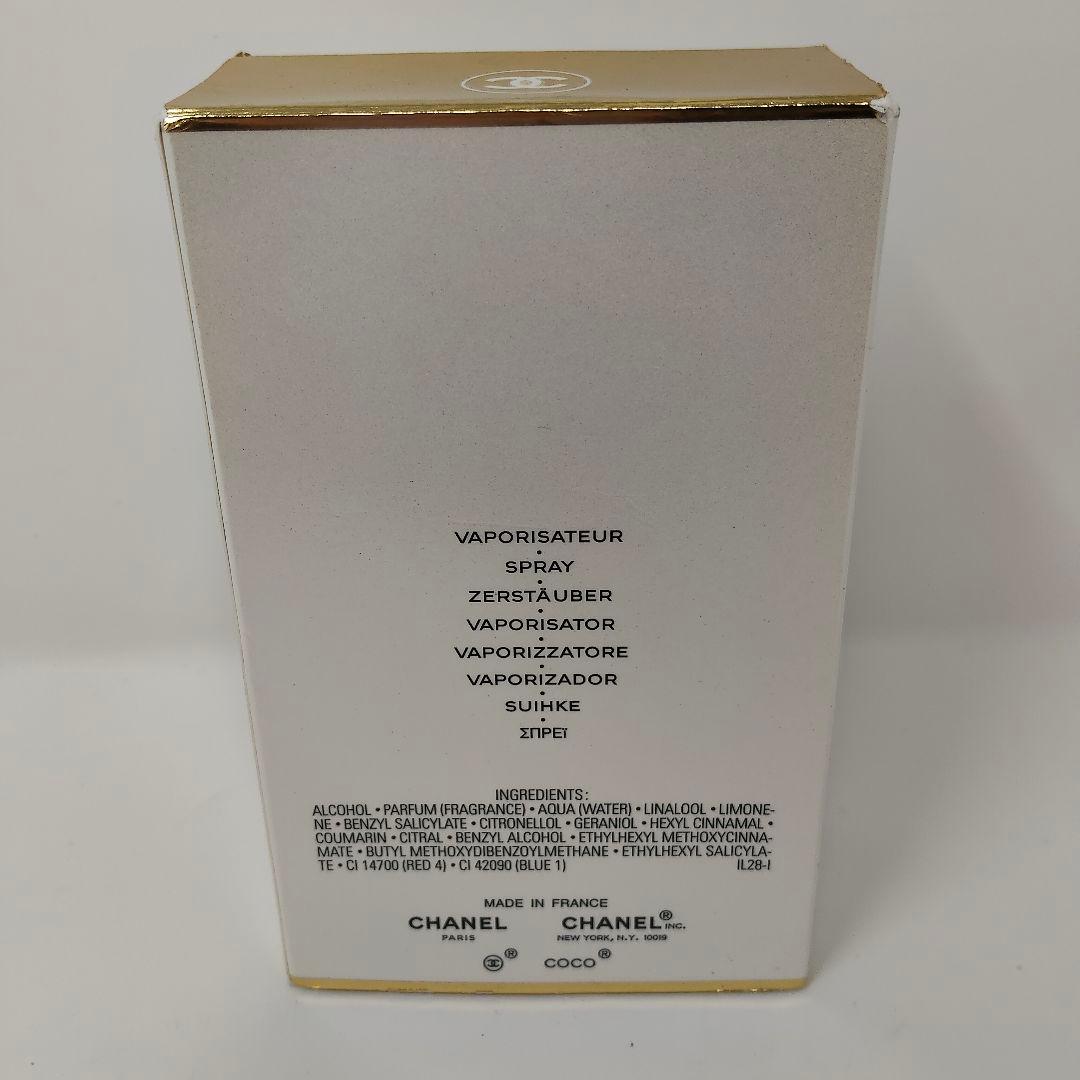 VAPORISATEUR
•
SPRAY
•
ZERSTÄUBER
•
VAPORISATOR
•
VAPORIZZATORE
•
VAPORIZADOR
•
SUIHKE
•
ΣΠΡΕϊ
INGREDIENTS:
ALCOHOL • PARFUM (FRAGRANCE) • AQUA (WATER) • LINALOOL • LIMONE-
NE • BENZYL SALICYLATE • CITRONELLOL • GERANIOL • HEXYL CINNAMAL •
COUMARIN • CITRAL • BENZYL ALCOHOL • ETHYLHEXYL METHOXYCINNA-
MATE • BUTYL METHOXYDIBENZOYLMETHANE • ETHYLHEXYL SALICYLA-
TE • CI 14700 (RED 4) • CI 42090 (BLUE 1) IL28-I
MADE IN FRANCE
CHANEL CHANEL® INC.
PARIS NEW YORK, N.Y. 10019
® COCO®